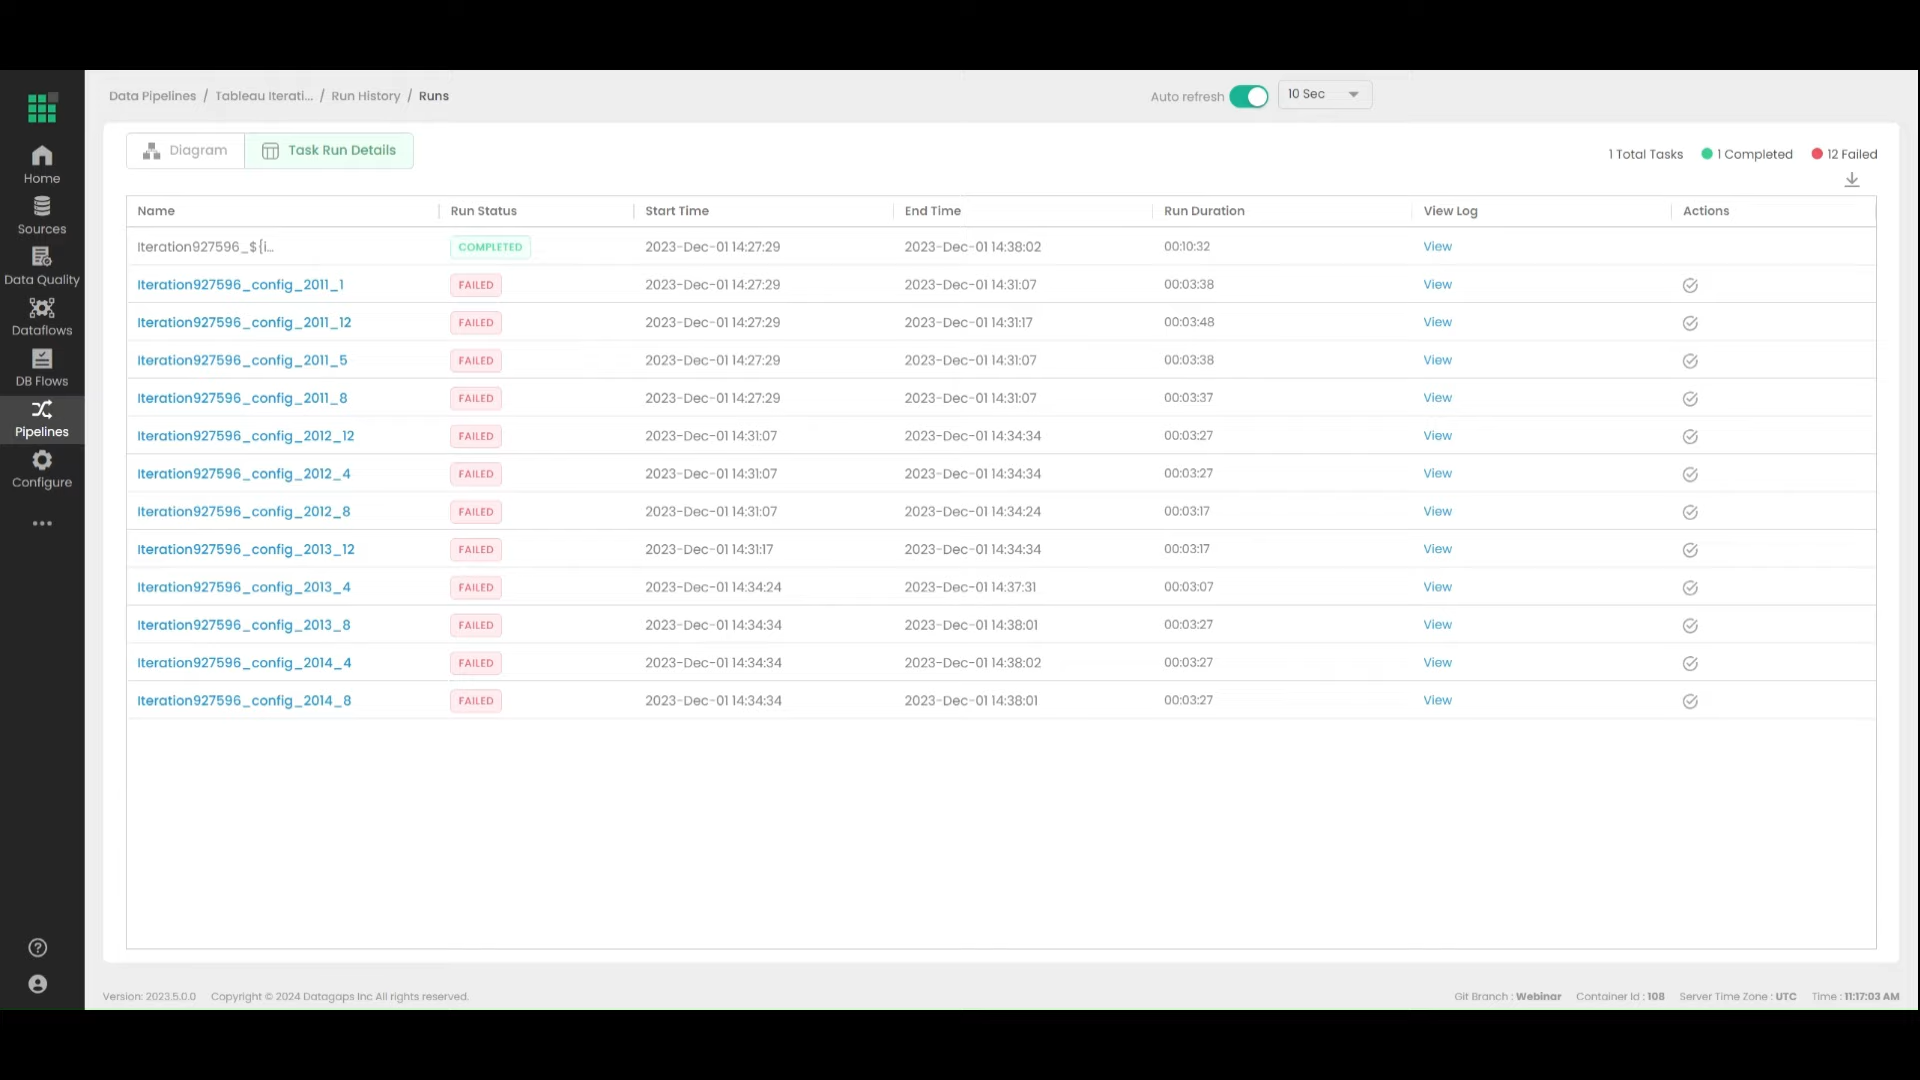 Data Pipelines / Tableau Iterati... / Run History / Runs
Auto refresh 10 Sec
Home
Sources
Data Quality
Dataflows
DB Flows
Pipelines
Configure
Diagram Task Run Details
1 Total Tasks 1 Completed 12 Failed
Name Run Status Start Time End Time Run Duration View Log Actions
Iteration927596_${i... COMPLETED 2023-Dec-01 14:27:29 2023-Dec-01 14:38:02 00:10:32 View
Iteration927596_config_2011_1 FAILED 2023-Dec-01 14:27:29 2023-Dec-01 14:31:07 00:03:38 View
Iteration927596_config_2011_12 FAILED 2023-Dec-01 14:27:29 2023-Dec-01 14:31:17 00:03:48 View
Iteration927596_config_2011_5 FAILED 2023-Dec-01 14:27:29 2023-Dec-01 14:31:07 00:03:38 View
Iteration927596_config_2011_8 FAILED 2023-Dec-01 14:27:29 2023-Dec-01 14:31:07 00:03:37 View
Iteration927596_config_2012_12 FAILED 2023-Dec-01 14:31:07 2023-Dec-01 14:34:34 00:03:27 View
Iteration927596_config_2012_4 FAILED 2023-Dec-01 14:31:07 2023-Dec-01 14:34:34 00:03:27 View
Iteration927596_config_2012_8 FAILED 2023-Dec-01 14:31:07 2023-Dec-01 14:34:24 00:03:17 View
Iteration927596_config_2013_12 FAILED 2023-Dec-01 14:31:17 2023-Dec-01 14:34:34 00:03:17 View
Iteration927596_config_2013_4 FAILED 2023-Dec-01 14:34:24 2023-Dec-01 14:37:31 00:03:07 View
Iteration927596_config_2013_8 FAILED 2023-Dec-01 14:34:34 2023-Dec-01 14:38:01 00:03:27 View
Iteration927596_config_2014_4 FAILED 2023-Dec-01 14:34:34 2023-Dec-01 14:38:02 00:03:27 View
Iteration927596_config_2014_8 FAILED 2023-Dec-01 14:34:34 2023-Dec-01 14:38:01 00:03:27 View
Version: 2023.5.0.0 Copyright © 2024 Datagaps Inc All rights reserved. Git Branch : Webinar Container Id : 108 Server Time Zone : UTC Time : 11:17:03 AM